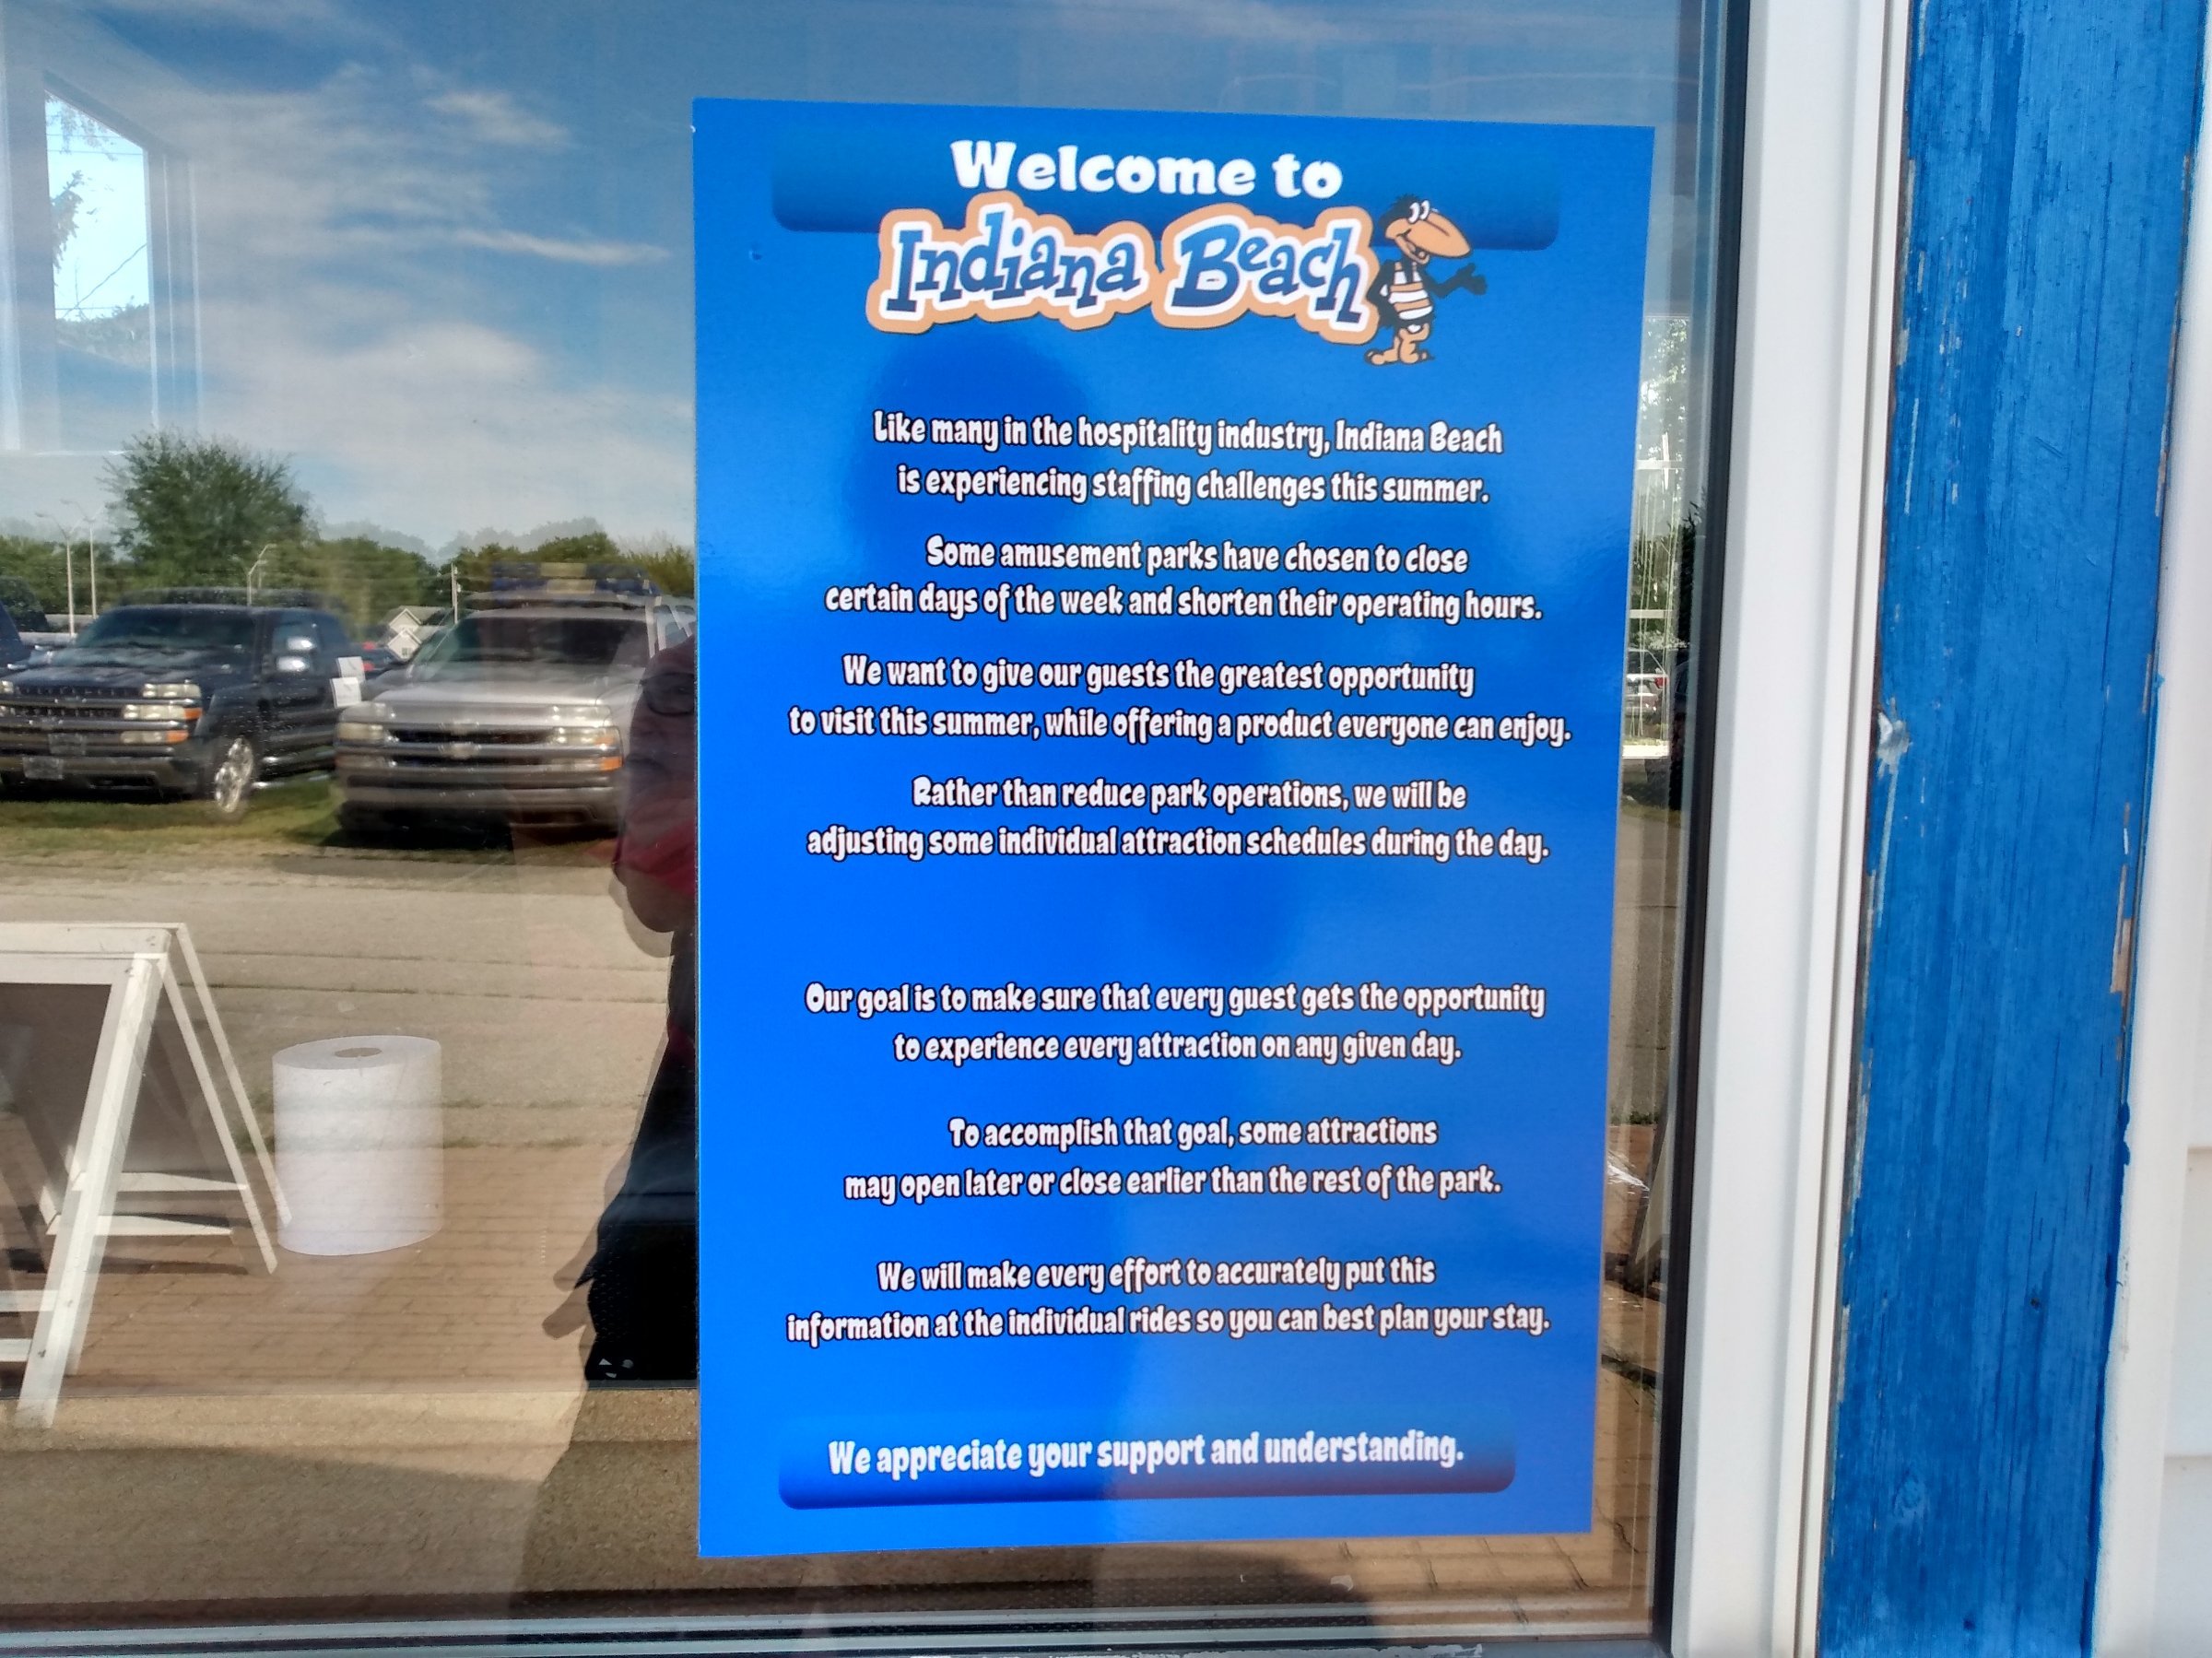 Welcome to
Indiana Beach
Like many in the hospitality industry, Indiana Beach
is experiencing staffing challenges this summer.
Some amusement parks have chosen to close
certain days of the week and shorten their operating hours.
We want to give our guests the greatest opportunity
to visit this summer, while offering a product everyone can enjoy.
Rather than reduce park operations, we will be
adjusting some individual attraction schedules during the day.
Our goal is to make sure that every guest gets the opportunity
to experience every attraction on any given day.
To accomplish that goal, some attractions
may open later or close earlier than the rest of the park.
We will make every effort to accurately put this
information at the individual rides so you can best plan your stay.
We appreciate your support and understanding.